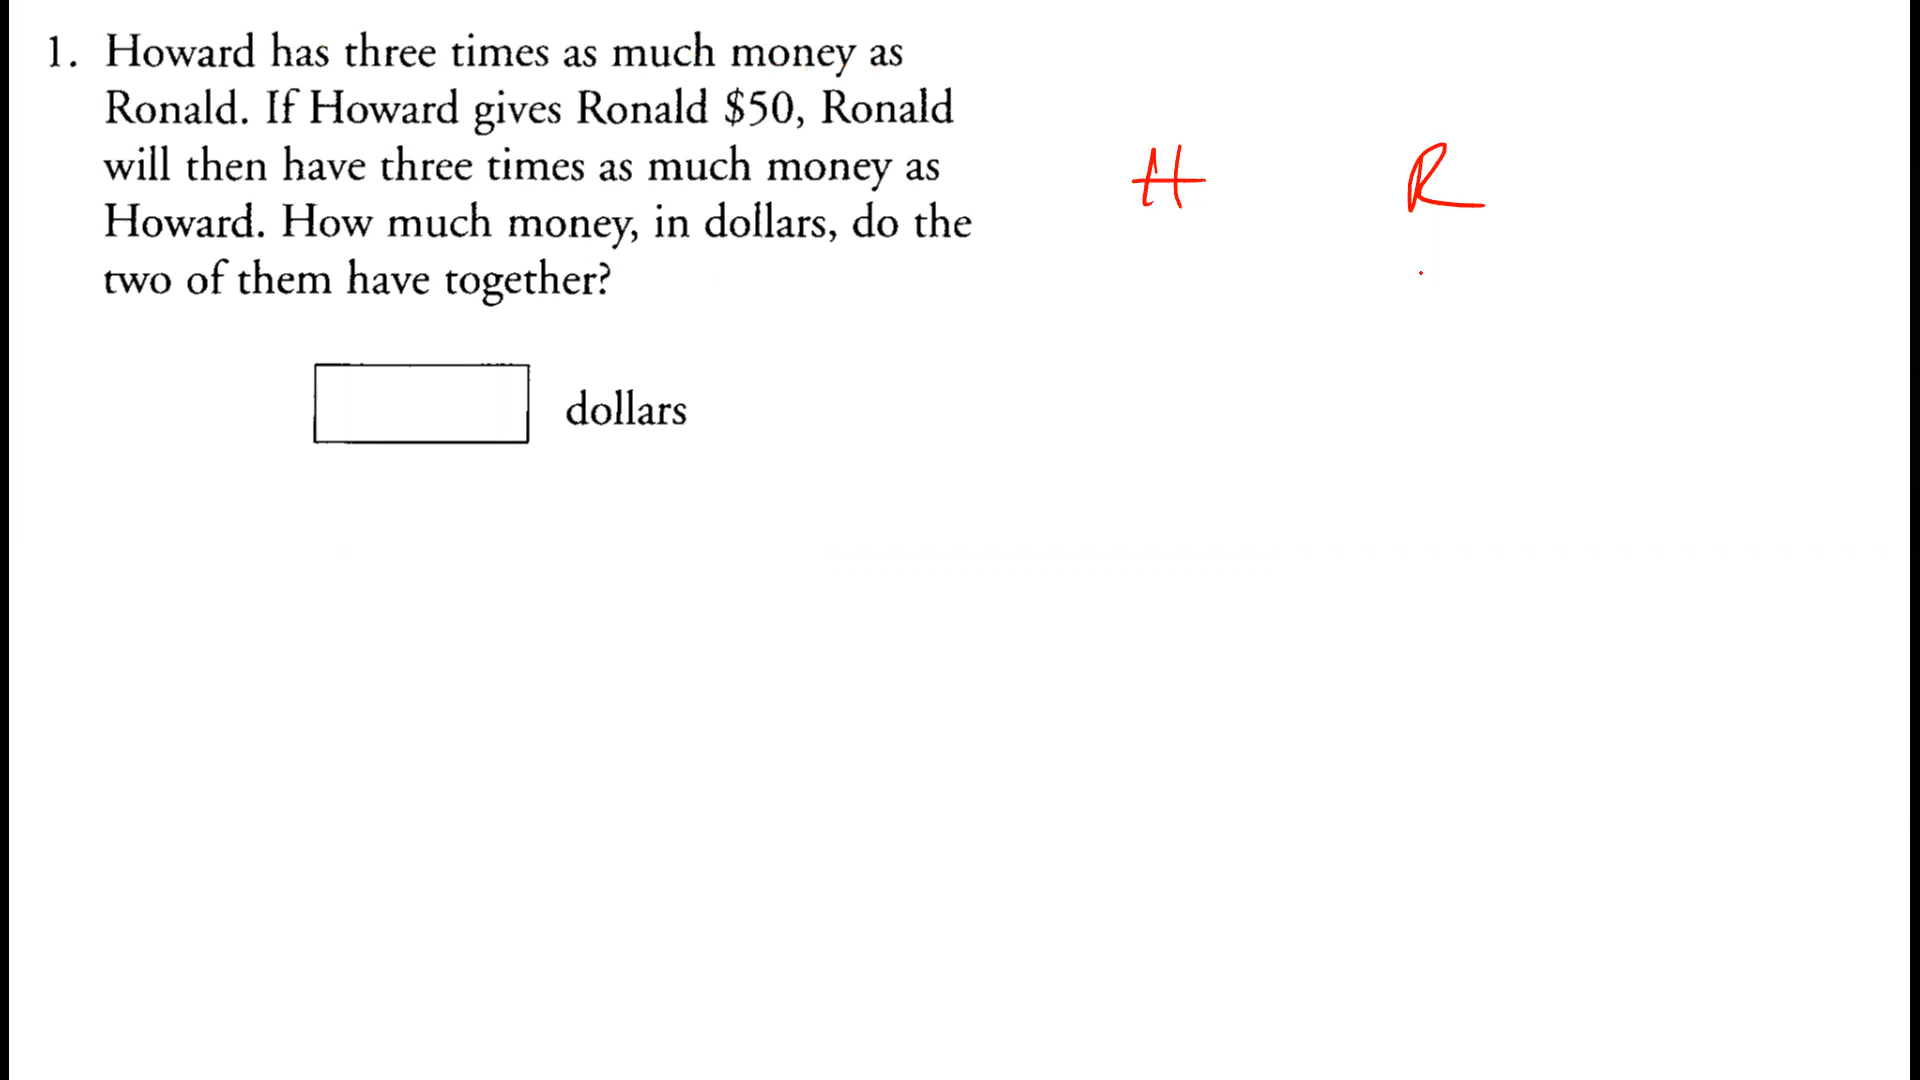 1. Howard has three times as much money as
Ronald. If Howard gives Ronald $50, Ronald
will then have three times as much money as
Howard. How much money, in dollars, do the
two of them have together?
dollars
H R